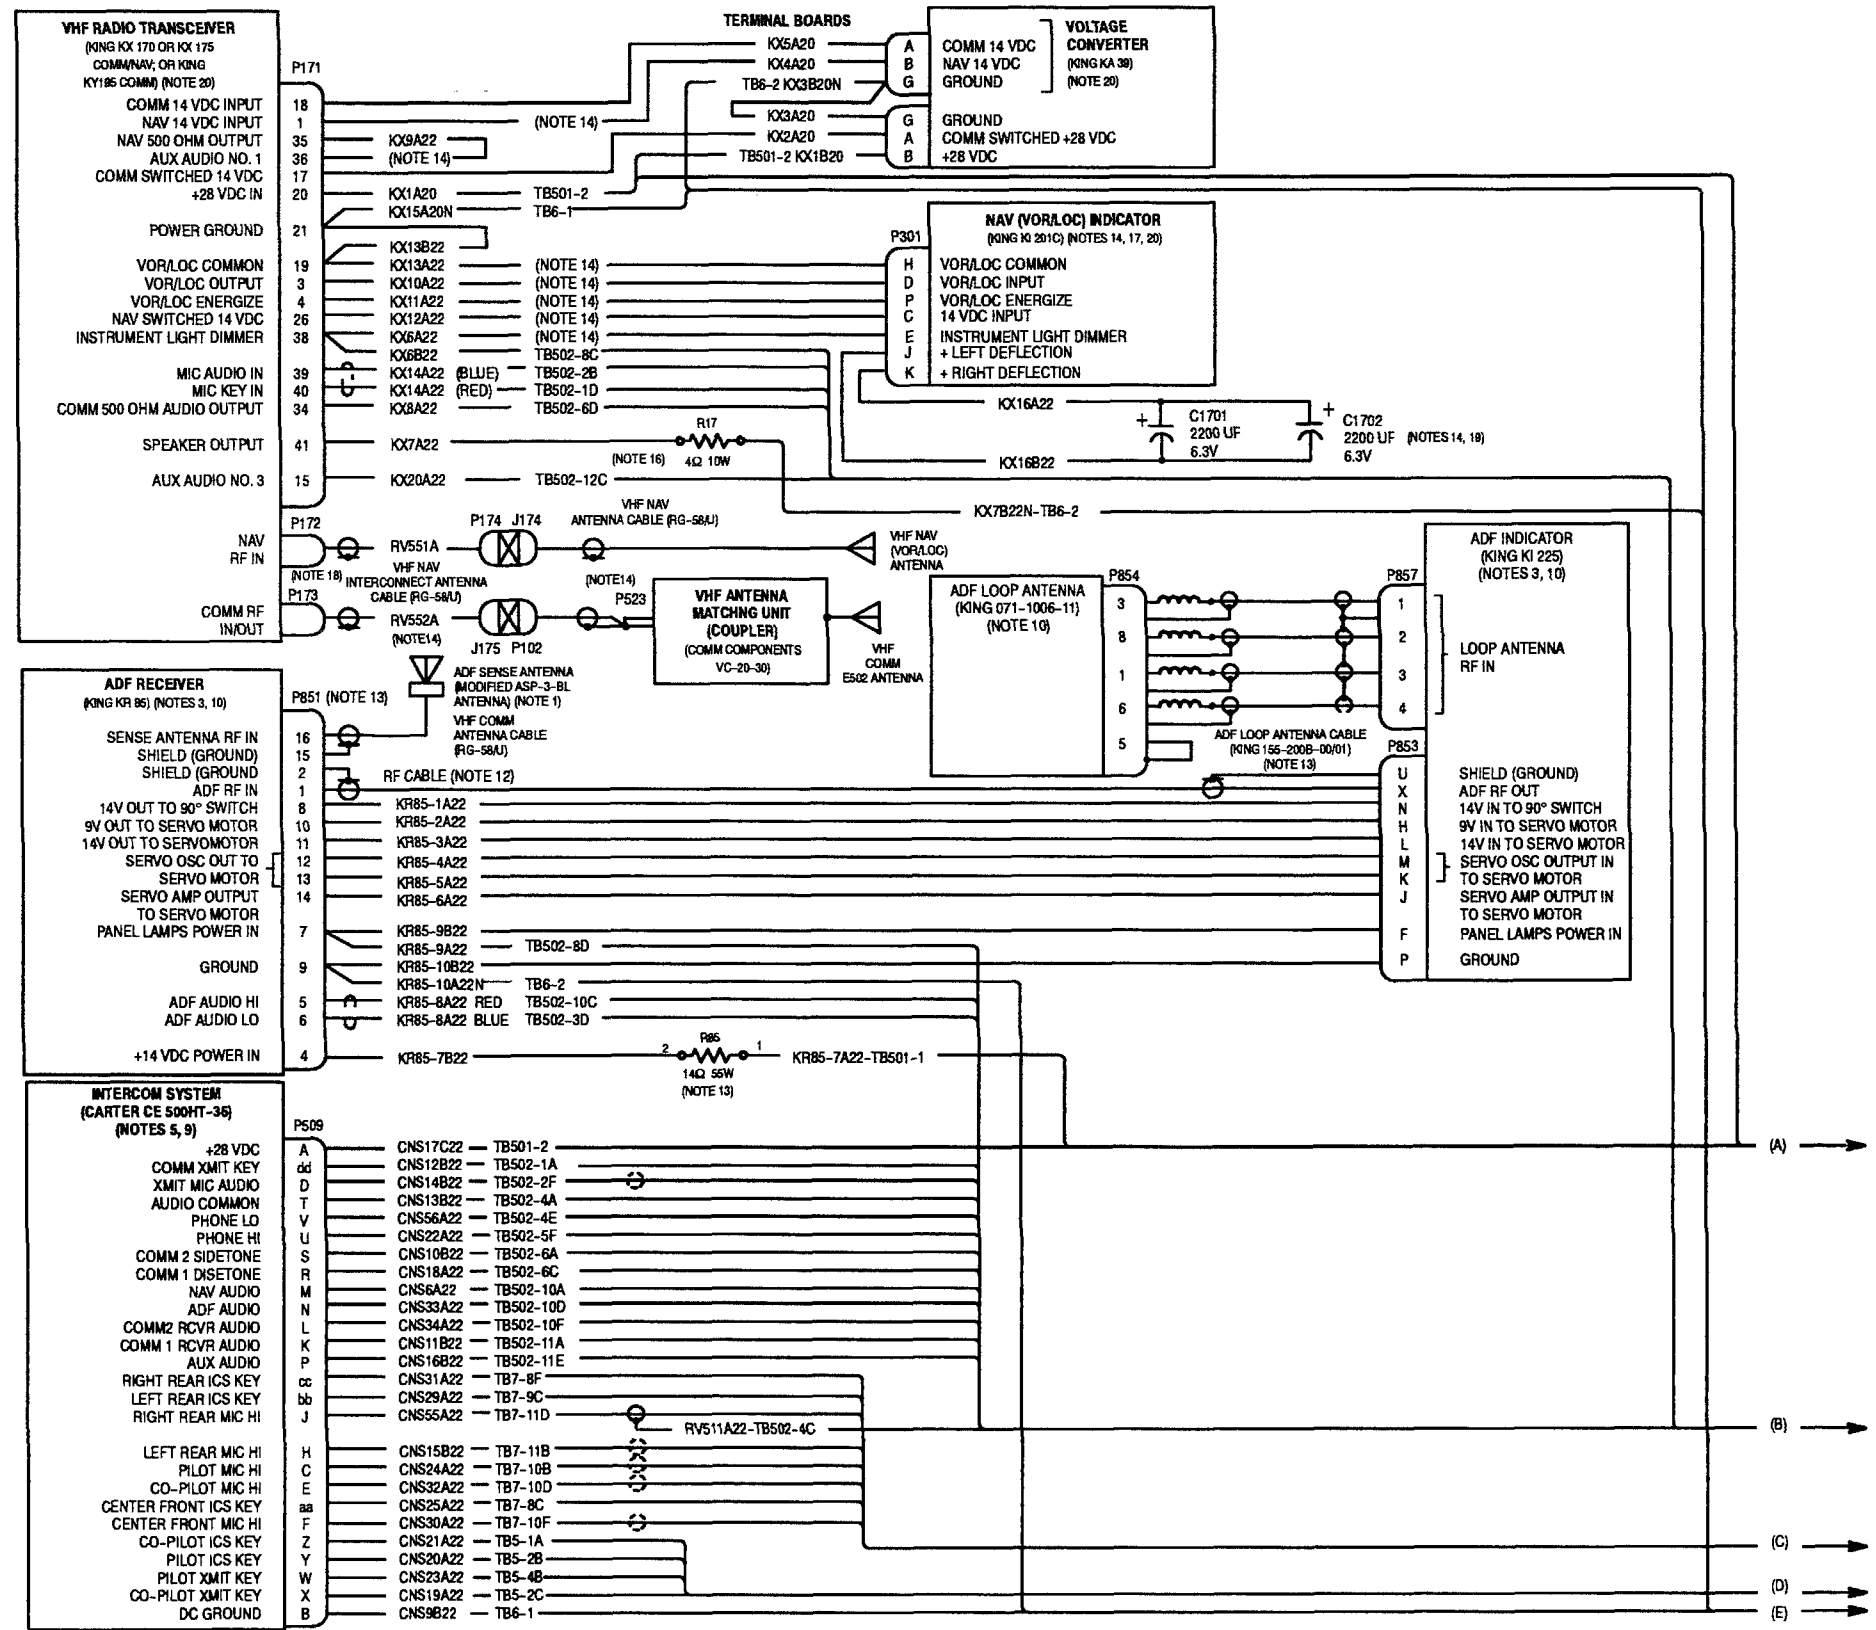 VHF RADIO TRANSCEIVER
(KING KX 170 OR KX 175
COMM/NAV; OR KING
KY195 COMM) (NOTE 20)
P171
COMM 14 VDC INPUT 18
NAV 14 VDC INPUT 1 (NOTE 14)
NAV 500 OHM OUTPUT 35 KX9A22
AUX AUDIO NO. 1 36 (NOTE 14)
COMM SWITCHED 14 VDC 17
+28 VDC IN 20 KX1A20 TB501-2
KX15A20N TB6-1
POWER GROUND 21
KX13B22
VOR/LOC COMMON 19 KX13A22 (NOTE 14)
VOR/LOC OUTPUT 3 KX10A22 (NOTE 14)
VOR/LOC ENERGIZE 4 KX11A22 (NOTE 14)
NAV SWITCHED 14 VDC 26 KX12A22 (NOTE 14)
INSTRUMENT LIGHT DIMMER 38 KX6A22 (NOTE 14)
KX6B22 TB502-8C
MIC AUDIO IN 39 KX14A22 (BLUE) TB502-2B
MIC KEY IN 40 KX14A22 (RED) TB502-1D
COMM 500 OHM AUDIO OUTPUT 34 KX8A22 TB502-6D
SPEAKER OUTPUT 41 KX7A22
(NOTE 16)
R17
4Ω 10W
AUX AUDIO NO. 3 15 KX20A22 TB502-12C
KX7B22N-TB6-2
TERMINAL BOARDS
KX5A20
KX4A20
TB6-2 KX3B20N
KX3A20
KX2A20
TB501-2 KX1B20
VOLTAGE
CONVERTER
(KING KA 39)
(NOTE 20)
A COMM 14 VDC
B NAV 14 VDC
G GROUND
G GROUND
A COMM SWITCHED +28 VDC
B +28 VDC
NAV (VOR/LOC) INDICATOR
(KING KI 201C) (NOTES 14, 17, 20)
P301
H VOR/LOC COMMON
D VOR/LOC INPUT
P VOR/LOC ENERGIZE
C 14 VDC INPUT
E INSTRUMENT LIGHT DIMMER
J + LEFT DEFLECTION
K + RIGHT DEFLECTION
KX16A22
KX16B22
+ C1701
2200 UF
6.3V
+ C1702
2200 UF (NOTES 14, 19)
6.3V
NAV
RF IN
P172
(NOTE 18)
RV551A
VHF NAV
INTERCONNECT ANTENNA
CABLE (RG-58/U)
P174 J174
VHF NAV
ANTENNA CABLE (RG-58/U)
VHF NAV
(VOR/LOC)
ANTENNA
COMM RF
IN/OUT
P173
RV552A
(NOTE14)
J175 P102
(NOTE14)
P523
VHF ANTENNA
MATCHNG UNIT
(COUPLER)
(COMM COMPONENTS
VC-20-30)
VHF
COMM
E502 ANTENNA
ADF SENSE ANTENNA
(MODIFIED ASP-3-BL
ANTENNA) (NOTE 1)
VHF COMM
ANTENNA CABLE
(RG-58/U)
ADF LOOP ANTENNA
(KING 071-1006-11)
(NOTE 10)
P854
3
8
1
6
5
ADF LOOP ANTENNA CABLE
(KING 155-200B-00/01)
(NOTE 13)
ADF INDICATOR
(KING KI 225)
(NOTES 3, 10)
P857
1
2
3
4
LOOP ANTENNA
RF IN
P853
U SHIELD (GROUND)
X ADF RF OUT
N 14V IN TO 90° SWITCH
H 9V IN TO SERVO MOTOR
L 14V IN TO SERVO MOTOR
M SERVO OSC OUTPUT IN
K TO SERVO MOTOR
J SERVO AMP OUTPUT IN
TO SERVO MOTOR
F PANEL LAMPS POWER IN
P GROUND
ADF RECEIVER
(KING KR 85) (NOTES 3, 10)
P851 (NOTE 13)
SENSE ANTENNA RF IN 16
SHIELD (GROUND) 15
SHIELD (GROUND 2
ADF RF IN 1 RF CABLE (NOTE 12)
14V OUT TO 90° SWITCH 8 KR85-1A22
9V OUT TO SERVO MOTOR 10 KR85-2A22
14V OUT TO SERVOMOTOR 11 KR85-3A22
SERVO OSC OUT TO 12 KR85-4A22
SERVO MOTOR 13 KR85-5A22
SERVO AMP OUTPUT 14 KR85-6A22
TO SERVO MOTOR
PANEL LAMPS POWER IN 7 KR85-9B22
KR85-9A22 TB502-8D
GROUND 9 KR85-10B22
KR85-10A22N TB6-2
ADF AUDIO HI 5 KR85-8A22 RED TB502-10C
ADF AUDIO LO 6 KR85-8A22 BLUE TB502-3D
+14 VDC POWER IN 4 KR85-7B22
2 R85 1
14Ω 55W
(NOTE 13)
KR85-7A22-TB501-1
INTERCOM SYSTEM
(CARTER CE 500HT-35)
(NOTES 5, 9)
P509
+28 VDC A CNS17C22 TB501-2
COMM XMIT KEY dd CNS12B22 TB502-1A
XMIT MIC AUDIO D CNS14B22 TB502-2F
AUDIO COMMON T CNS13B22 TB502-4A
PHONE LO V CNS56A22 TB502-4E
PHONE HI U CNS22A22 TB502-5F
COMM 2 SIDETONE S CNS10B22 TB502-6A
COMM 1 DISETONE R CNS18A22 TB502-6C
NAV AUDIO M CNS6A22 TB502-10A
ADF AUDIO N CNS33A22 TB502-10D
COMM2 RCVR AUDIO L CNS34A22 TB502-10F
COMM 1 RCVR AUDIO K CNS11B22 TB502-11A
AUX AUDIO P CNS16B22 TB502-11E
RIGHT REAR ICS KEY cc CNS31A22 TB7-8F
LEFT REAR ICS KEY bb CNS29A22 TB7-9C
RIGHT REAR MIC HI J CNS55A22 TB7-11D
RV511A22-TB502-4C
LEFT REAR MIC HI H CNS15B22 TB7-11B
PILOT MIC HI C CNS24A22 TB7-10B
CO-PILOT MIC HI E CNS32A22 TB7-10D
CENTER FRONT ICS KEY aa CNS25A22 TB7-8C
CENTER FRONT MIC HI F CNS30A22 TB7-10F
CO-PILOT ICS KEY Z CNS21A22 TB5-1A
PILOT ICS KEY Y CNS20A22 TB5-2B
PILOT XMIT KEY W CNS23A22 TB5-4B
CO-PILOT XMIT KEY X CNS19A22 TB5-2C
DC GROUND B CNS9B22 TB6-1
(A)
(B)
(C)
(D)
(E)